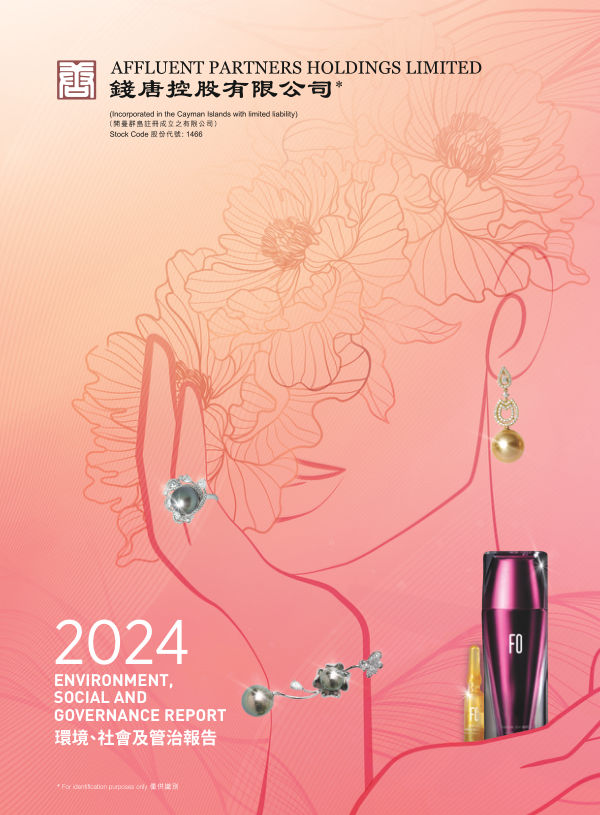 AFFLUENT PARTNERS HOLDINGS LIMITED
錢唐控股有限公司*
(Incorporated in the Cayman Islands with limited liability)
(開曼群島註冊成立之有限公司)
Stock Code 股份代號: 1466
FO
FO
2024
ENVIRONMENT,
SOCIAL AND
GOVERNANCE REPORT
環境、社會及管治報告
* For identification purposes only 僅供識別